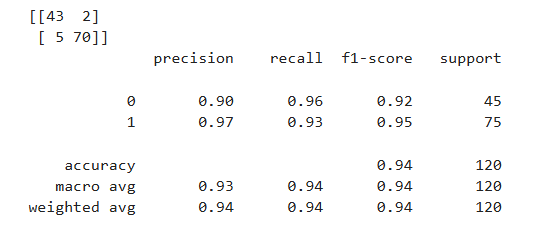 [[43  2]
 [ 5 70]]
              precision    recall  f1-score   support

           0       0.90      0.96      0.92        45
           1       0.97      0.93      0.95        75

    accuracy                           0.94       120
   macro avg       0.93      0.94      0.94       120
weighted avg       0.94      0.94      0.94       120